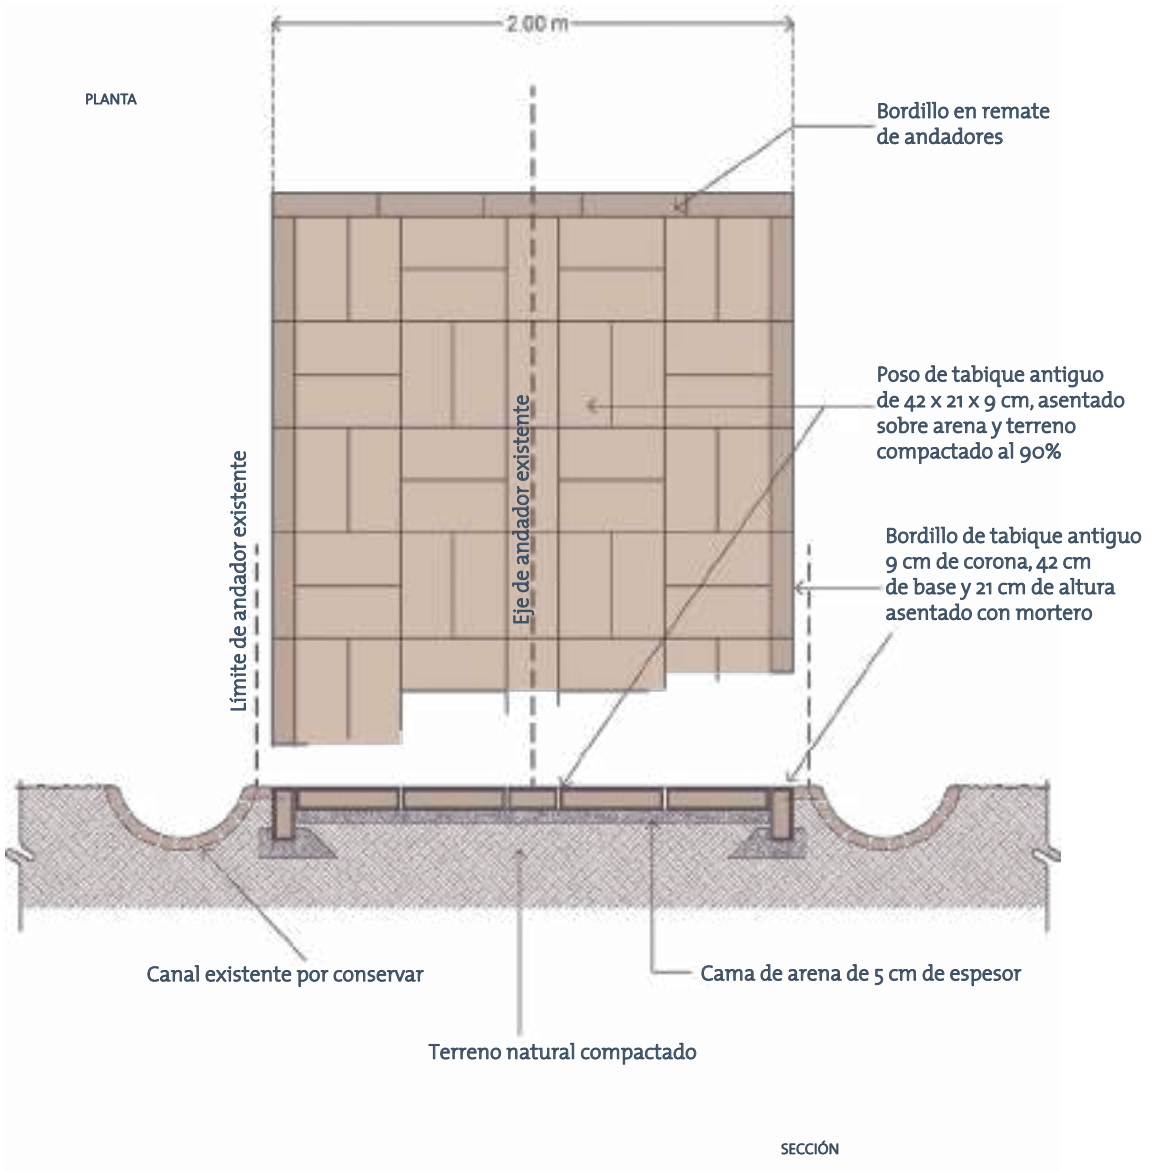 2.00 m
PLANTA
Bordillo en remate
de andadores
Poso de tabique antiguo
de 42 x 21 x 9 cm, asentado
sobre arena y terreno
compactado al 90%
Eje de andador existente
Límite de andador existente
Bordillo de tabique antiguo
9 cm de corona, 42 cm
de base y 21 cm de altura
asentado con mortero
Canal existente por conservar
Cama de arena de 5 cm de espesor
Terreno natural compactado
SECCIÓN